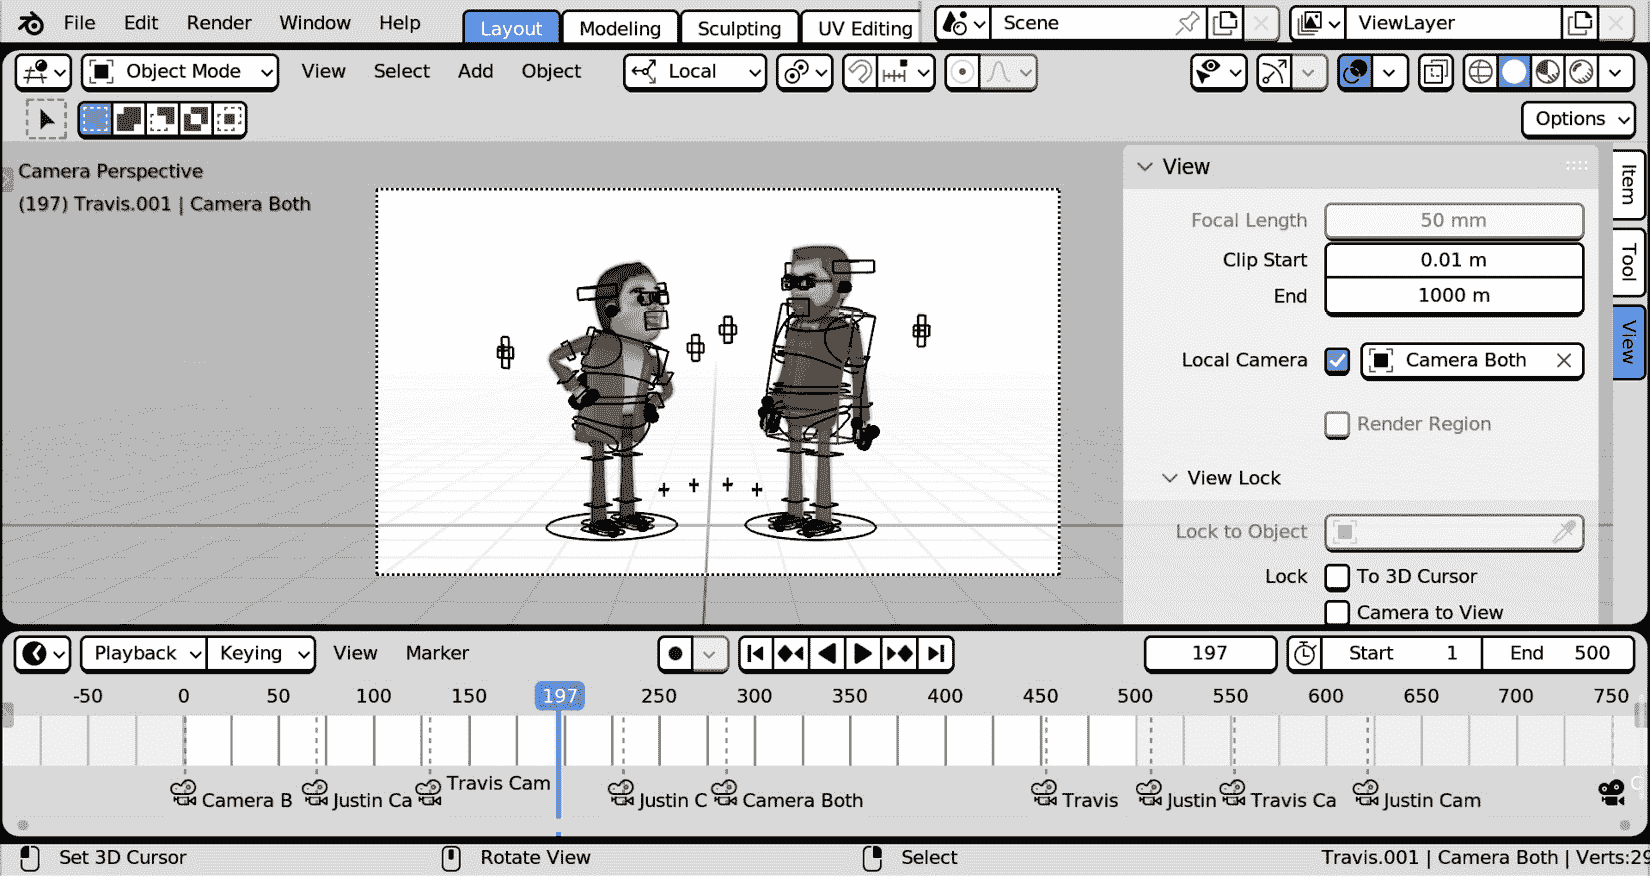 File Edit Render Window Help Layout Modeling Sculpting UV Editing Scene ViewLayer
Object Mode View Select Add Object Local
Options
Camera Perspective
(197) Travis.001 | Camera Both
View
Focal Length 50 mm
Clip Start 0.01 m
End 1000 m
Local Camera Camera Both
Render Region
View Lock
Lock to Object
Lock To 3D Cursor
Camera to View
Item
Tool
View
Playback Keying View Marker 197 Start 1 End 500
-50 0 50 100 150 197 250 300 350 400 450 500 550 600 650 700 750
Travis Cam
Camera B Justin Ca Justin C Camera Both Travis Justin Travis Ca Justin Cam
Set 3D Cursor Rotate View Select Travis.001 | Camera Both | Verts:29